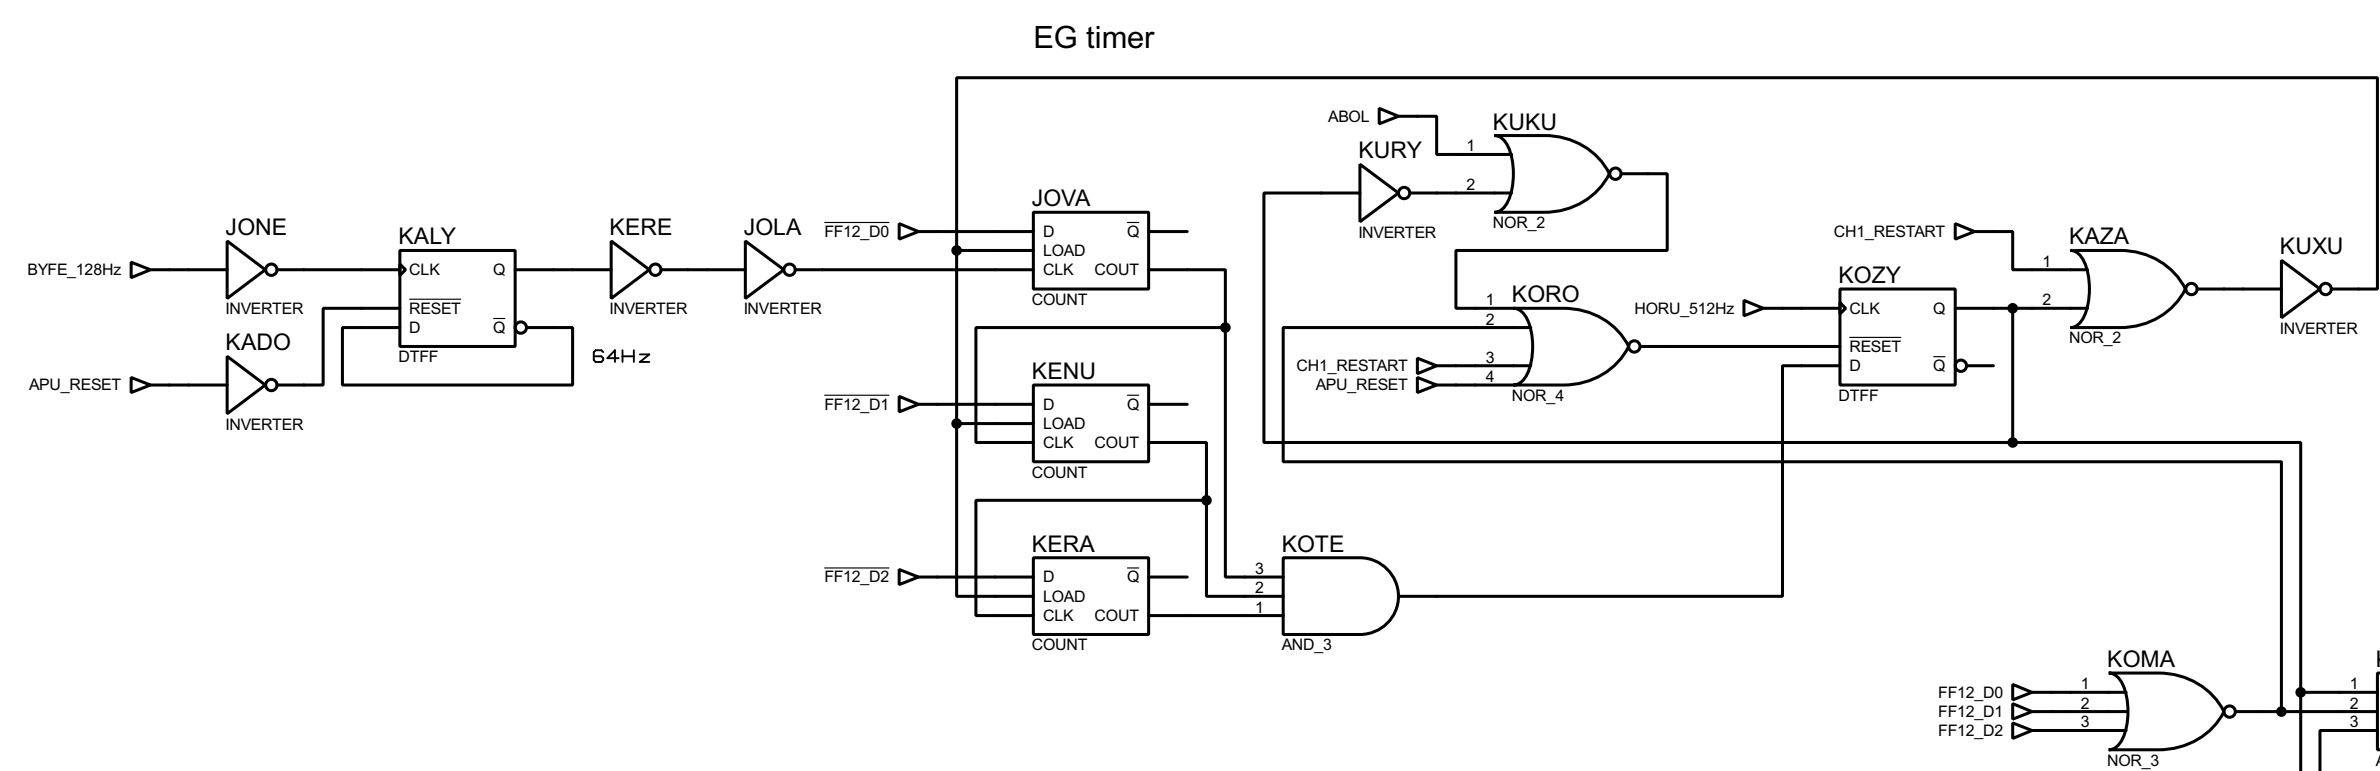 EG timer
BYFE_128Hz
JONE
INVERTER
APU_RESET
KADO
INVERTER
KALY
CLK
Q
RESET
D
Q
DTFF
64Hz
KERE
INVERTER
JOLA
INVERTER
FF12_D0
JOVA
D
Q
LOAD
CLK
COUT
COUNT
FF12_D1
KENU
D
Q
LOAD
CLK
COUT
COUNT
FF12_D2
KERA
D
Q
LOAD
CLK
COUT
COUNT
KOTE
3
2
1
AND_3
ABOL
KURY
INVERTER
KUKU
1
2
NOR_2
KORO
1
2
3
4
CH1_RESTART
APU_RESET
NOR_4
HORU_512Hz
KOZY
CLK
Q
RESET
D
Q
DTFF
CH1_RESTART
KAZA
1
2
NOR_2
KUXU
INVERTER
KOMA
FF12_D0
1
FF12_D1
2
FF12_D2
3
NOR_3
1
2
3